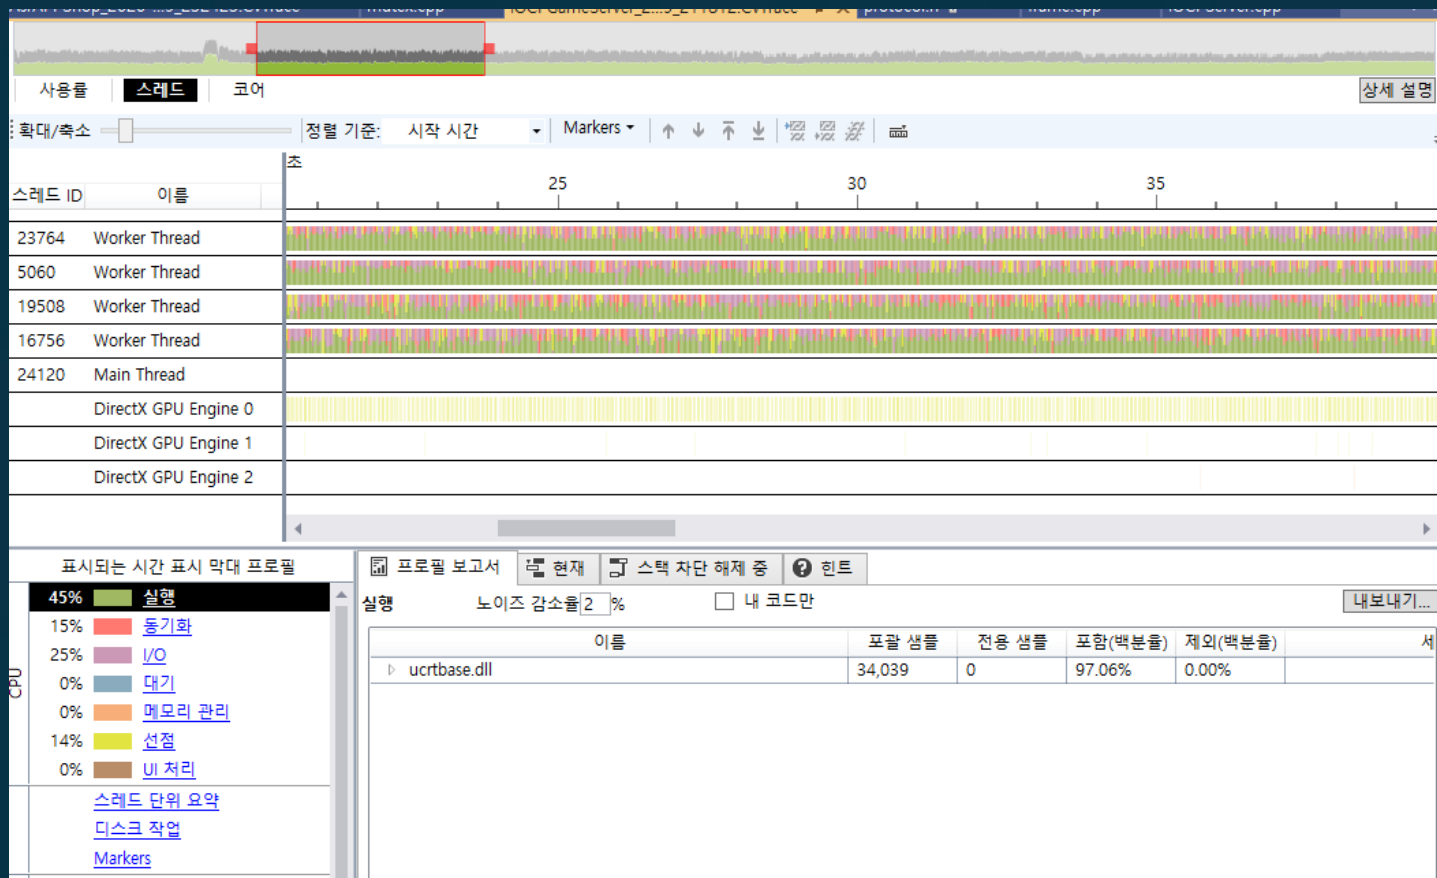 mutex.cpp
protocol.h
frame.cpp
IOCPServer.cpp
사용률 스레드 코어 상세 설명
확대/축소 정렬 기준: 시작 시간 Markers
초
스레드 ID 이름 25 30 35
23764 Worker Thread
5060 Worker Thread
19508 Worker Thread
16756 Worker Thread
24120 Main Thread
DirectX GPU Engine 0
DirectX GPU Engine 1
DirectX GPU Engine 2
표시되는 시간 표시 막대 프로필
CPU
45% 실행
15% 동기화
25% I/O
0% 대기
0% 메모리 관리
14% 선점
0% UI 처리
스레드 단위 요약
디스크 작업
Markers
프로필 보고서 현재 스택 차단 해제 중 힌트
실행 노이즈 감소율 2 % 내 코드만 내보내기...
이름 포괄 샘플 전용 샘플 포함(백분율) 제외(백분율) 세
ucrtbase.dll 34,039 0 97.06% 0.00%